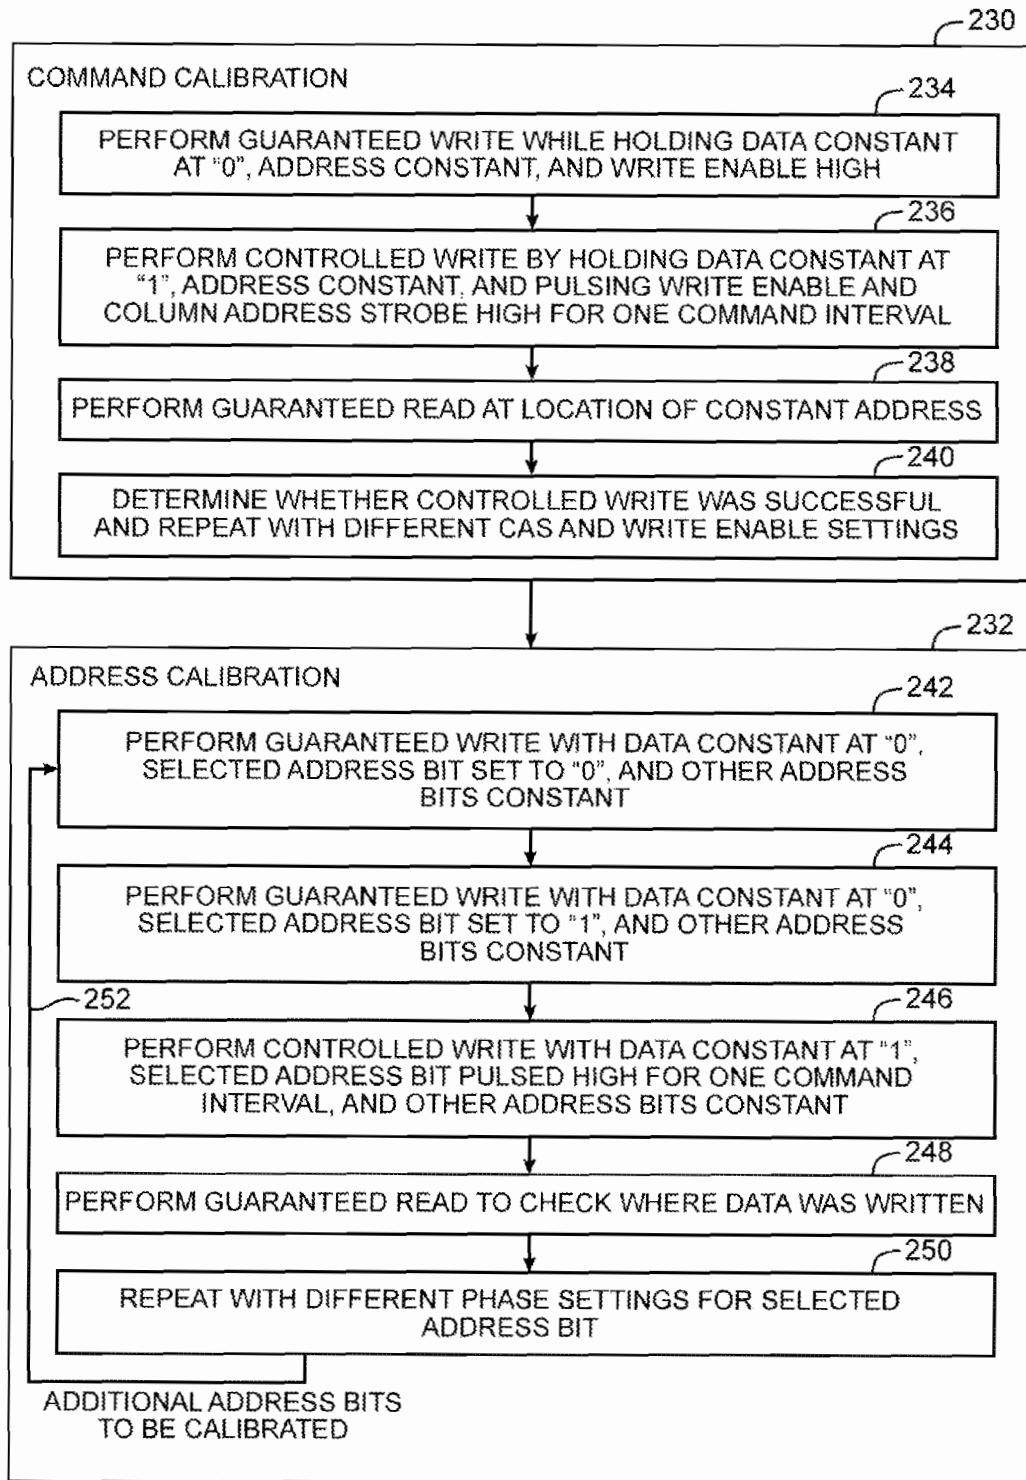 230
COMMAND CALIBRATION
234
PERFORM GUARANTEED WRITE WHILE HOLDING DATA CONSTANT
AT “0”, ADDRESS CONSTANT, AND WRITE ENABLE HIGH
236
PERFORM CONTROLLED WRITE BY HOLDING DATA CONSTANT AT
“1”, ADDRESS CONSTANT, AND PULSING WRITE ENABLE AND
COLUMN ADDRESS STROBE HIGH FOR ONE COMMAND INTERVAL
238
PERFORM GUARANTEED READ AT LOCATION OF CONSTANT ADDRESS
240
DETERMINE WHETHER CONTROLLED WRITE WAS SUCCESSFUL
AND REPEAT WITH DIFFERENT CAS AND WRITE ENABLE SETTINGS
232
ADDRESS CALIBRATION
242
PERFORM GUARANTEED WRITE WITH DATA CONSTANT AT “0”,
SELECTED ADDRESS BIT SET TO “0”, AND OTHER ADDRESS
BITS CONSTANT
244
PERFORM GUARANTEED WRITE WITH DATA CONSTANT AT “0”,
SELECTED ADDRESS BIT SET TO “1”, AND OTHER ADDRESS
BITS CONSTANT
252
246
PERFORM CONTROLLED WRITE WITH DATA CONSTANT AT “1”,
SELECTED ADDRESS BIT PULSED HIGH FOR ONE COMMAND
INTERVAL, AND OTHER ADDRESS BITS CONSTANT
248
PERFORM GUARANTEED READ TO CHECK WHERE DATA WAS WRITTEN
250
REPEAT WITH DIFFERENT PHASE SETTINGS FOR SELECTED
ADDRESS BIT
ADDITIONAL ADDRESS BITS
TO BE CALIBRATED